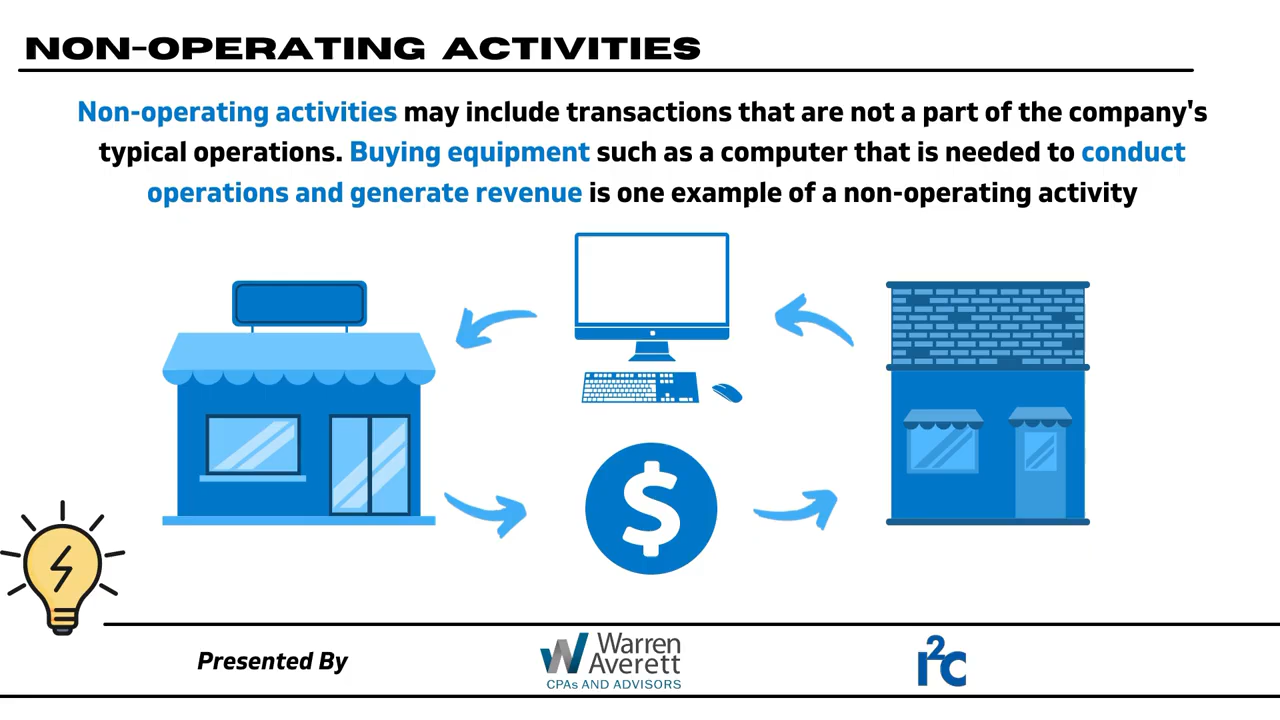 NON-OPERATING ACTIVITIES
Non-operating activities may include transactions that are not a part of the company's
typical operations. Buying equipment such as a computer that is needed to conduct
operations and generate revenue is one example of a non-operating activity
$
Presented By
Warren
Averett
CPAs AND ADVISORS
I²C